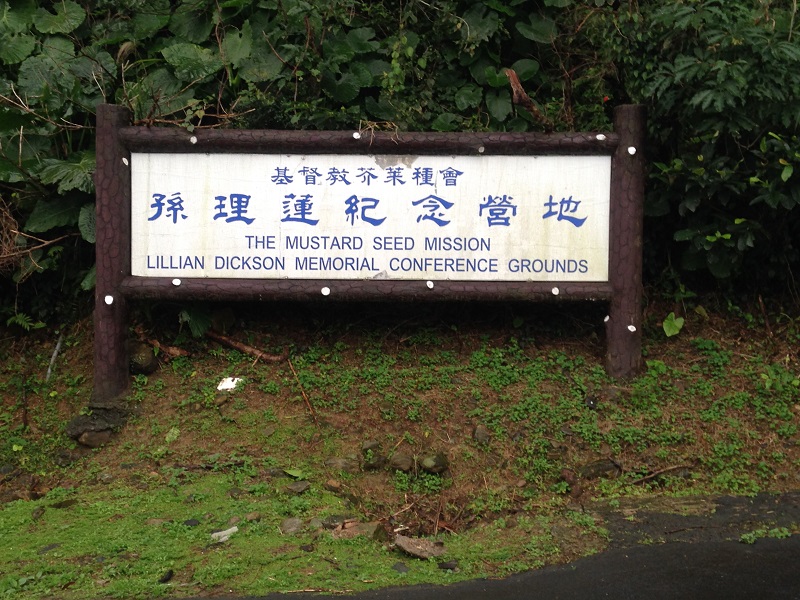 基督教芥菜種會
孫理蓮紀念營地
THE MUSTARD SEED MISSION
LILLIAN DICKSON MEMORIAL CONFERENCE GROUNDS